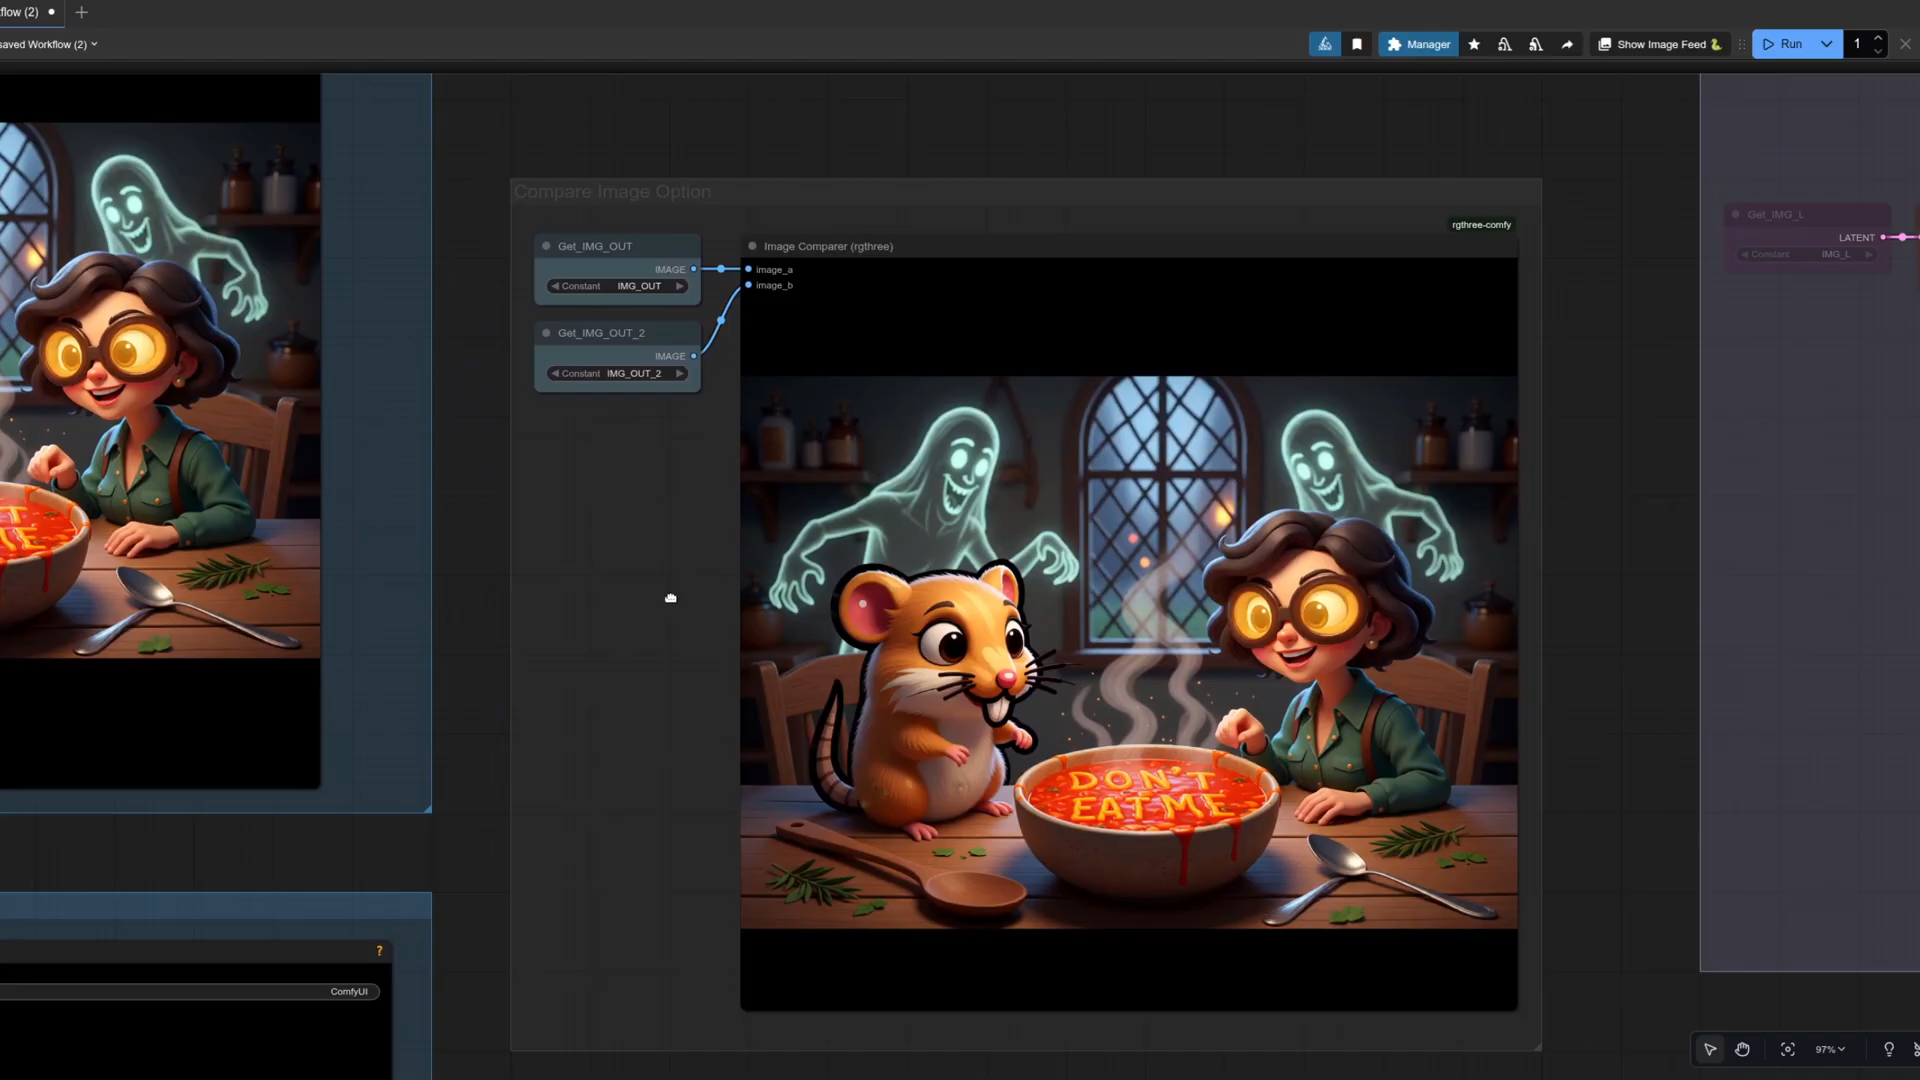 flow (2)
saved Workflow (2)
Manager
Show Image Feed
Run
1
Compare Image Option
rgthree-comfy
Get_IMG_OUT
IMAGE
Constant IMG_OUT
Get_IMG_OUT_2
IMAGE
Constant IMG_OUT_2
Image Comparer (rgthree)
image_a
image_b
DON'T
EAT ME
Get_IMG_L
LATENT
Constant IMG_L
?
ComfyUI
97%